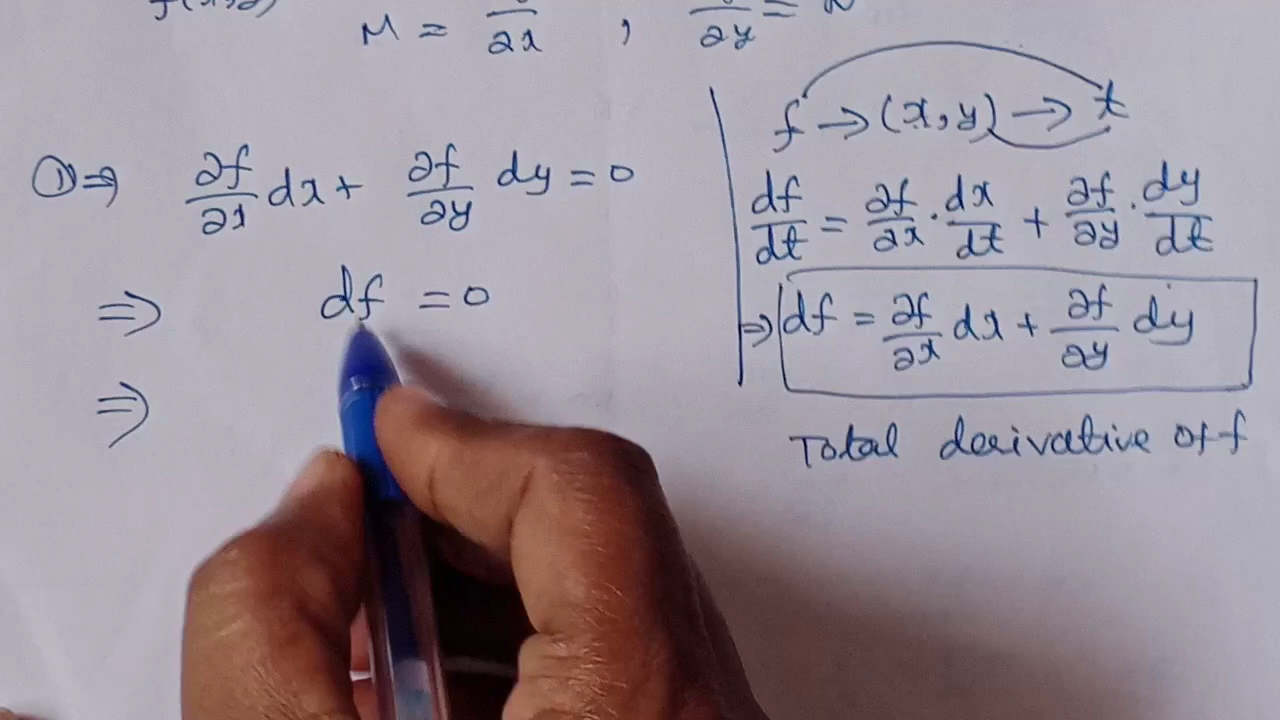 f(x,y)
M = ∂x , ∂y =
① ⇒ ∂f/∂x dx + ∂f/∂y dy = 0
⇒ df = 0
⇒
f → (x,y) → t
df/dt = ∂f/∂x · dx/dt + ∂f/∂y · dy/dt
⇒ df = ∂f/∂x dx + ∂f/∂y dy
Total derivative of f